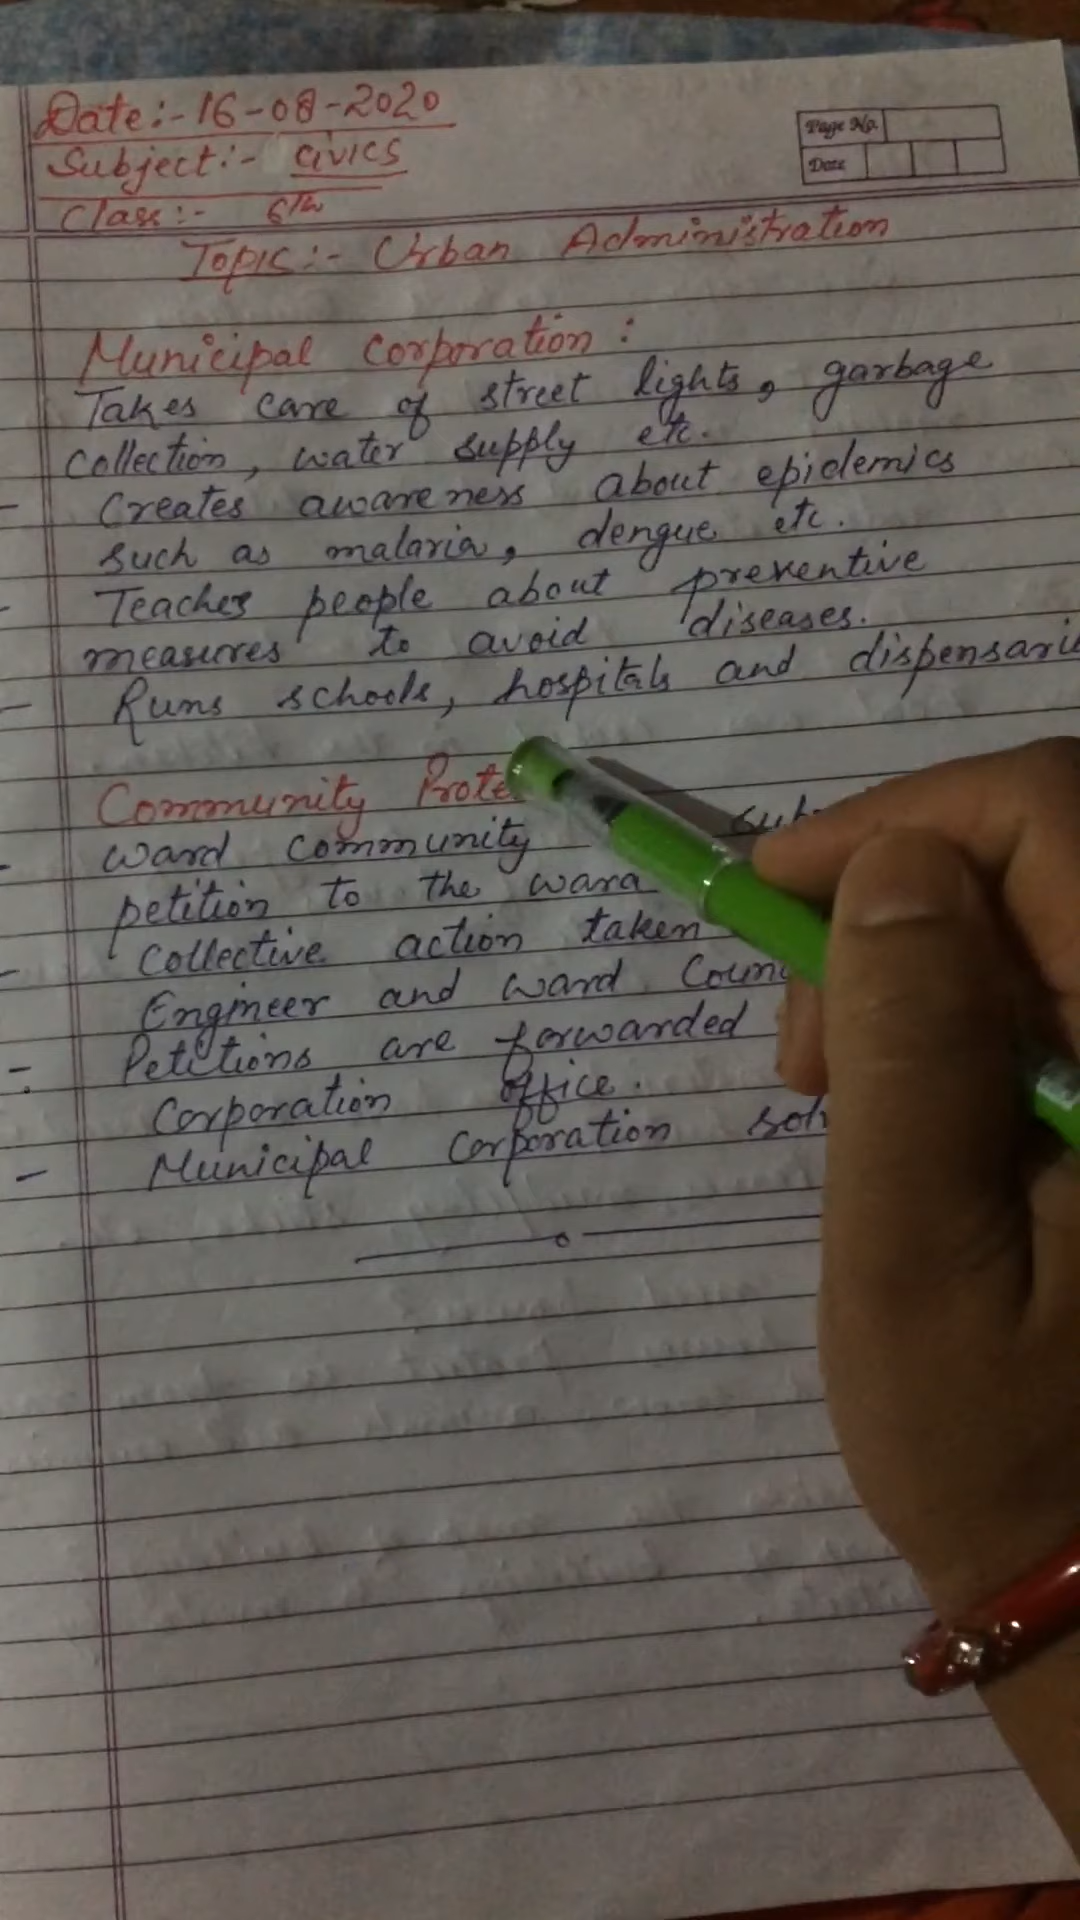 Date:- 16-08-2020
Subject:- Civics
Class:- 6th
Page No.
Date
Topic:- Urban Administration
Municipal Corporation:
Takes care of street lights, garbage
collection, water supply etc.
- Creates awareness about epidemics
such as malaria, dengue etc.
- Teaches people about preventive
measures to avoid diseases.
- Runs schools, hospitals and
Community
- Ward community
petition to the
- Collective action taken
Engineer and Ward
- Petitions are forwarded
Corporation office.
- Municipal Corporation